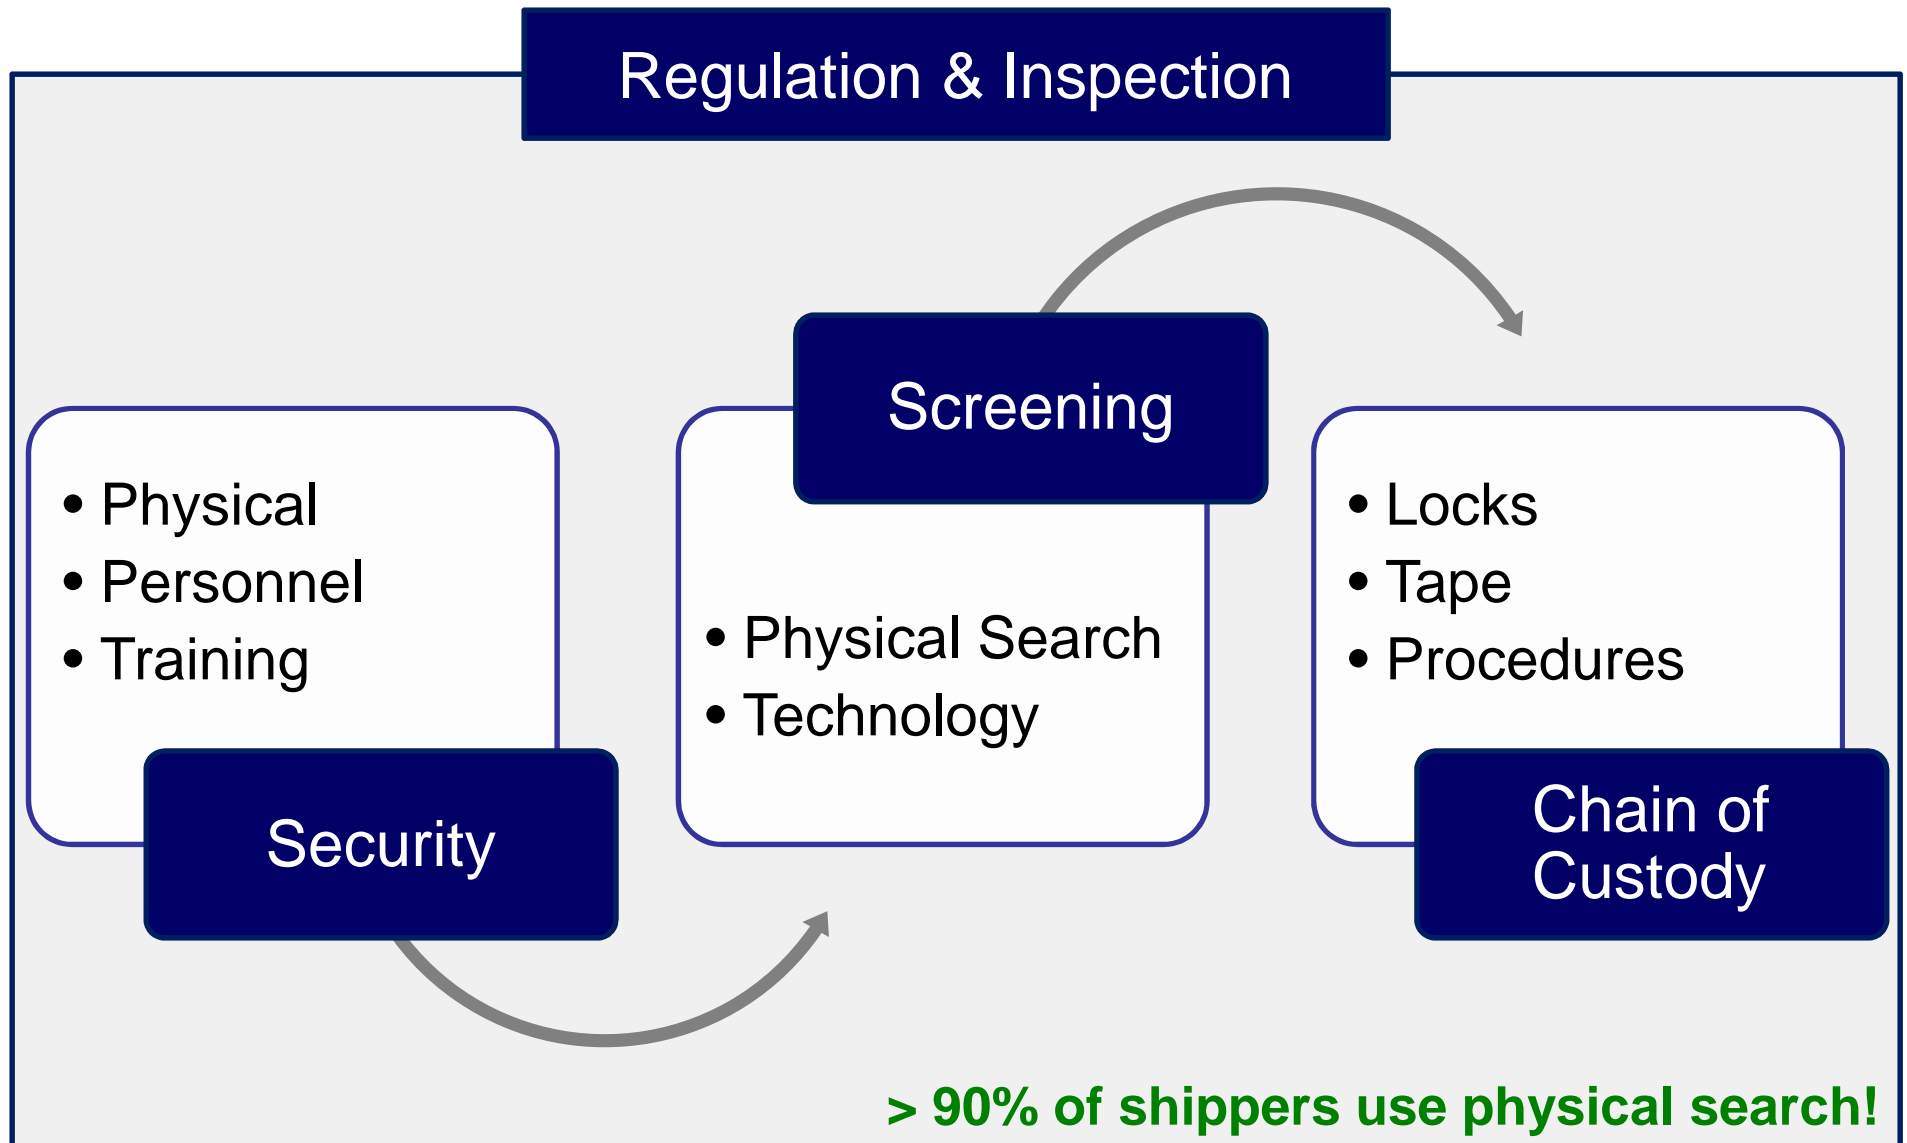 Regulation & Inspection
• Physical
• Personnel
• Training
Security
Screening
• Physical Search
• Technology
• Locks
• Tape
• Procedures
Chain of
Custody
> 90% of shippers use physical search!